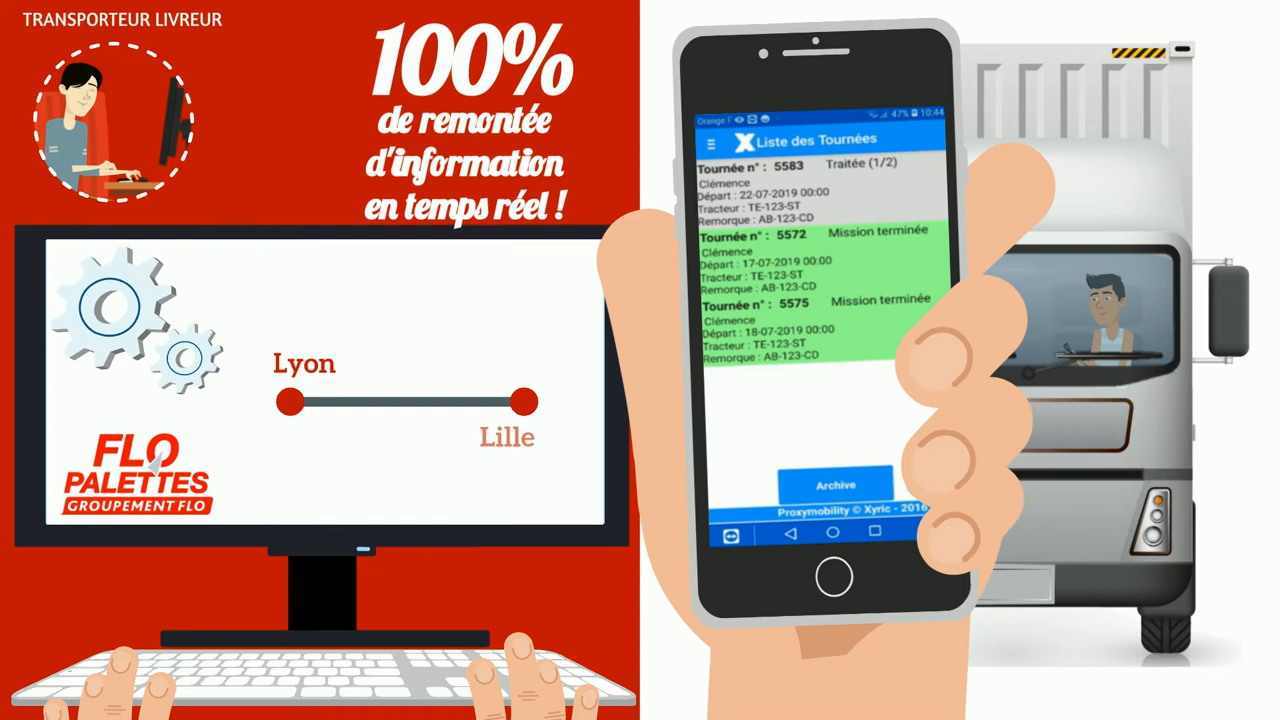 TRANSPORTEUR LIVREUR
100%
de remontée
d'information
en temps réel !
Lyon
Lille
FLO
PALETTES
GROUPEMENT FLO
Orange F 47% 10:44
X Liste des Tournées
Tournée n° : 5583 Traitée (1/2)
Clémence
Départ : 22-07-2019 00:00
Tracteur : TE-123-ST
Remorque : AB-123-CD
Tournée n° : 5572 Mission terminée
Clémence
Départ : 17-07-2019 00:00
Tracteur : TE-123-ST
Remorque : AB-123-CD
Tournée n° : 5575 Mission terminée
Clémence
Départ : 18-07-2019 00:00
Tracteur : TE-123-ST
Remorque : AB-123-CD
Archive
Proxymobility © Xyric - 2016